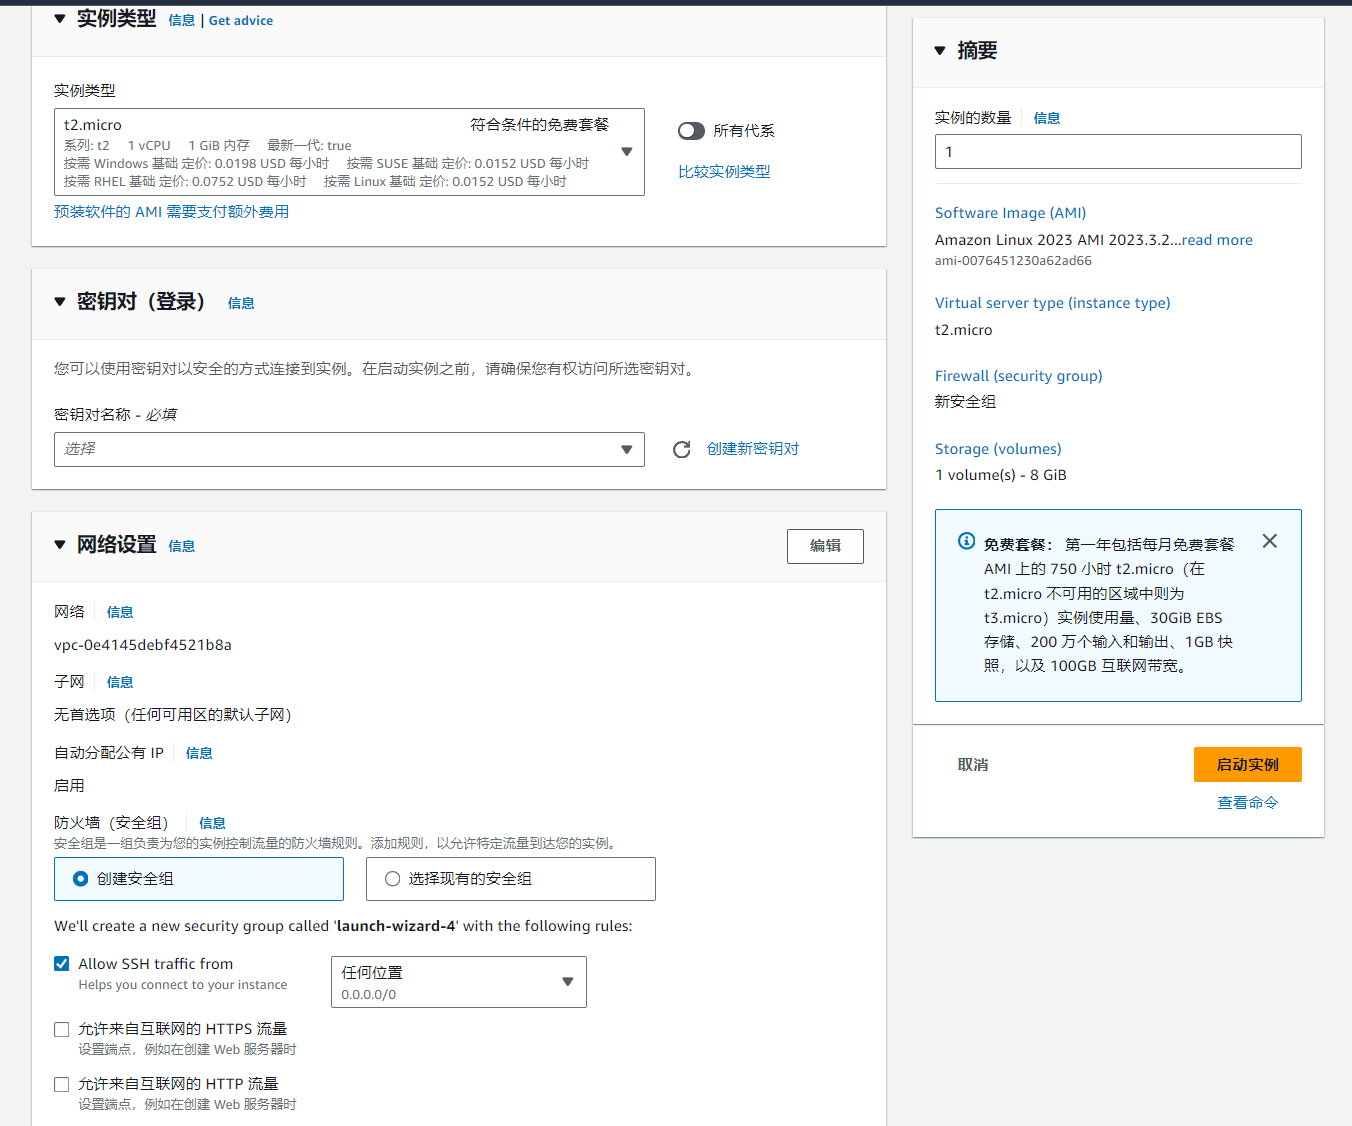 实例类型 信息 | Get advice
实例类型
t2.micro 符合条件的免费套餐
系列: t2 1 vCPU 1 GiB 内存 最新一代: true
按需 Windows 基础 定价: 0.0198 USD 每小时 按需 SUSE 基础 定价: 0.0152 USD 每小时
按需 RHEL 基础 定价: 0.0752 USD 每小时 按需 Linux 基础 定价: 0.0152 USD 每小时
所有代系
比较实例类型
预装软件的 AMI 需要支付额外费用
密钥对（登录） 信息
您可以使用密钥对以安全的方式连接到实例。在启动实例之前，请确保您有权访问所选密钥对。
密钥对名称 - 必填
选择
创建新密钥对
网络设置 信息
编辑
网络 信息
vpc-0e4145debf4521b8a
子网 信息
无首选项（任何可用区的默认子网）
自动分配公有 IP 信息
启用
防火墙（安全组） 信息
安全组是一组负责为您的实例控制流量的防火墙规则。添加规则，以允许特定流量到达您的实例。
创建安全组
选择现有的安全组
We'll create a new security group called 'launch-wizard-4' with the following rules:
Allow SSH traffic from
Helps you connect to your instance
任何位置
0.0.0.0/0
允许来自互联网的 HTTPS 流量
设置端点，例如在创建 Web 服务器时
允许来自互联网的 HTTP 流量
设置端点，例如在创建 Web 服务器时
摘要
实例的数量 信息
1
Software Image (AMI)
Amazon Linux 2023 AMI 2023.3.2...read more
ami-0076451230a62ad66
Virtual server type (instance type)
t2.micro
Firewall (security group)
新安全组
Storage (volumes)
1 volume(s) - 8 GiB
免费套餐： 第一年包括每月免费套餐
AMI 上的 750 小时 t2.micro（在
t2.micro 不可用的区域中则为
t3.micro）实例使用量、30GiB EBS
存储、200 万个输入和输出、1GB 快
照，以及 100GB 互联网带宽。
取消
启动实例
查看命令